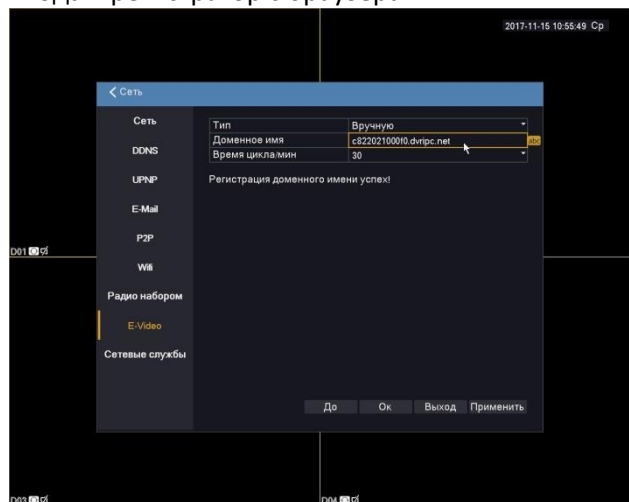 2017-11-15 10:55:49 Ср
Сеть
Сеть
DDNS
UPNP
E-Mail
P2P
Wifi
Радио набором
E-Video
Сетевые службы
Тип Вручную
Доменное имя c822021000f0.dvripc.net abc
Время цикла/мин 30
Регистрация доменного имени успех!
До Ок Выход Применить
D01
D03 D04